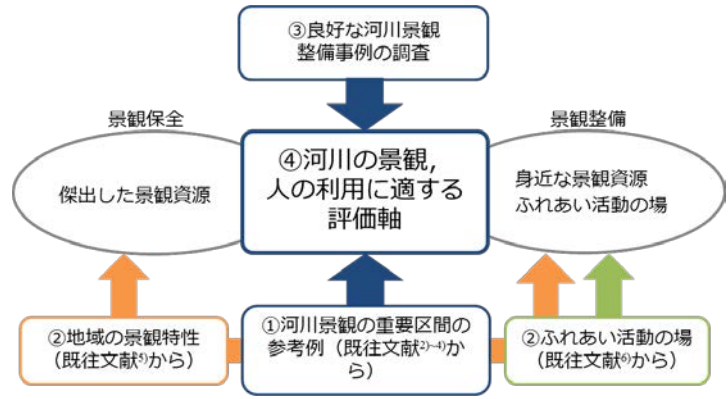 ③良好な河川景観
整備事例の調査
景観保全
景観整備
傑出した景観資源
④河川の景観,
人の利用に適する
評価軸
身近な景観資源
ふれあい活動の場
②地域の景観特性
（既往文献⁵⁾から）
①河川景観の重要区間の
参考例（既往文献²⁾~⁴⁾か
ら）
②ふれあい活動の場
（既往文献⁶⁾から）